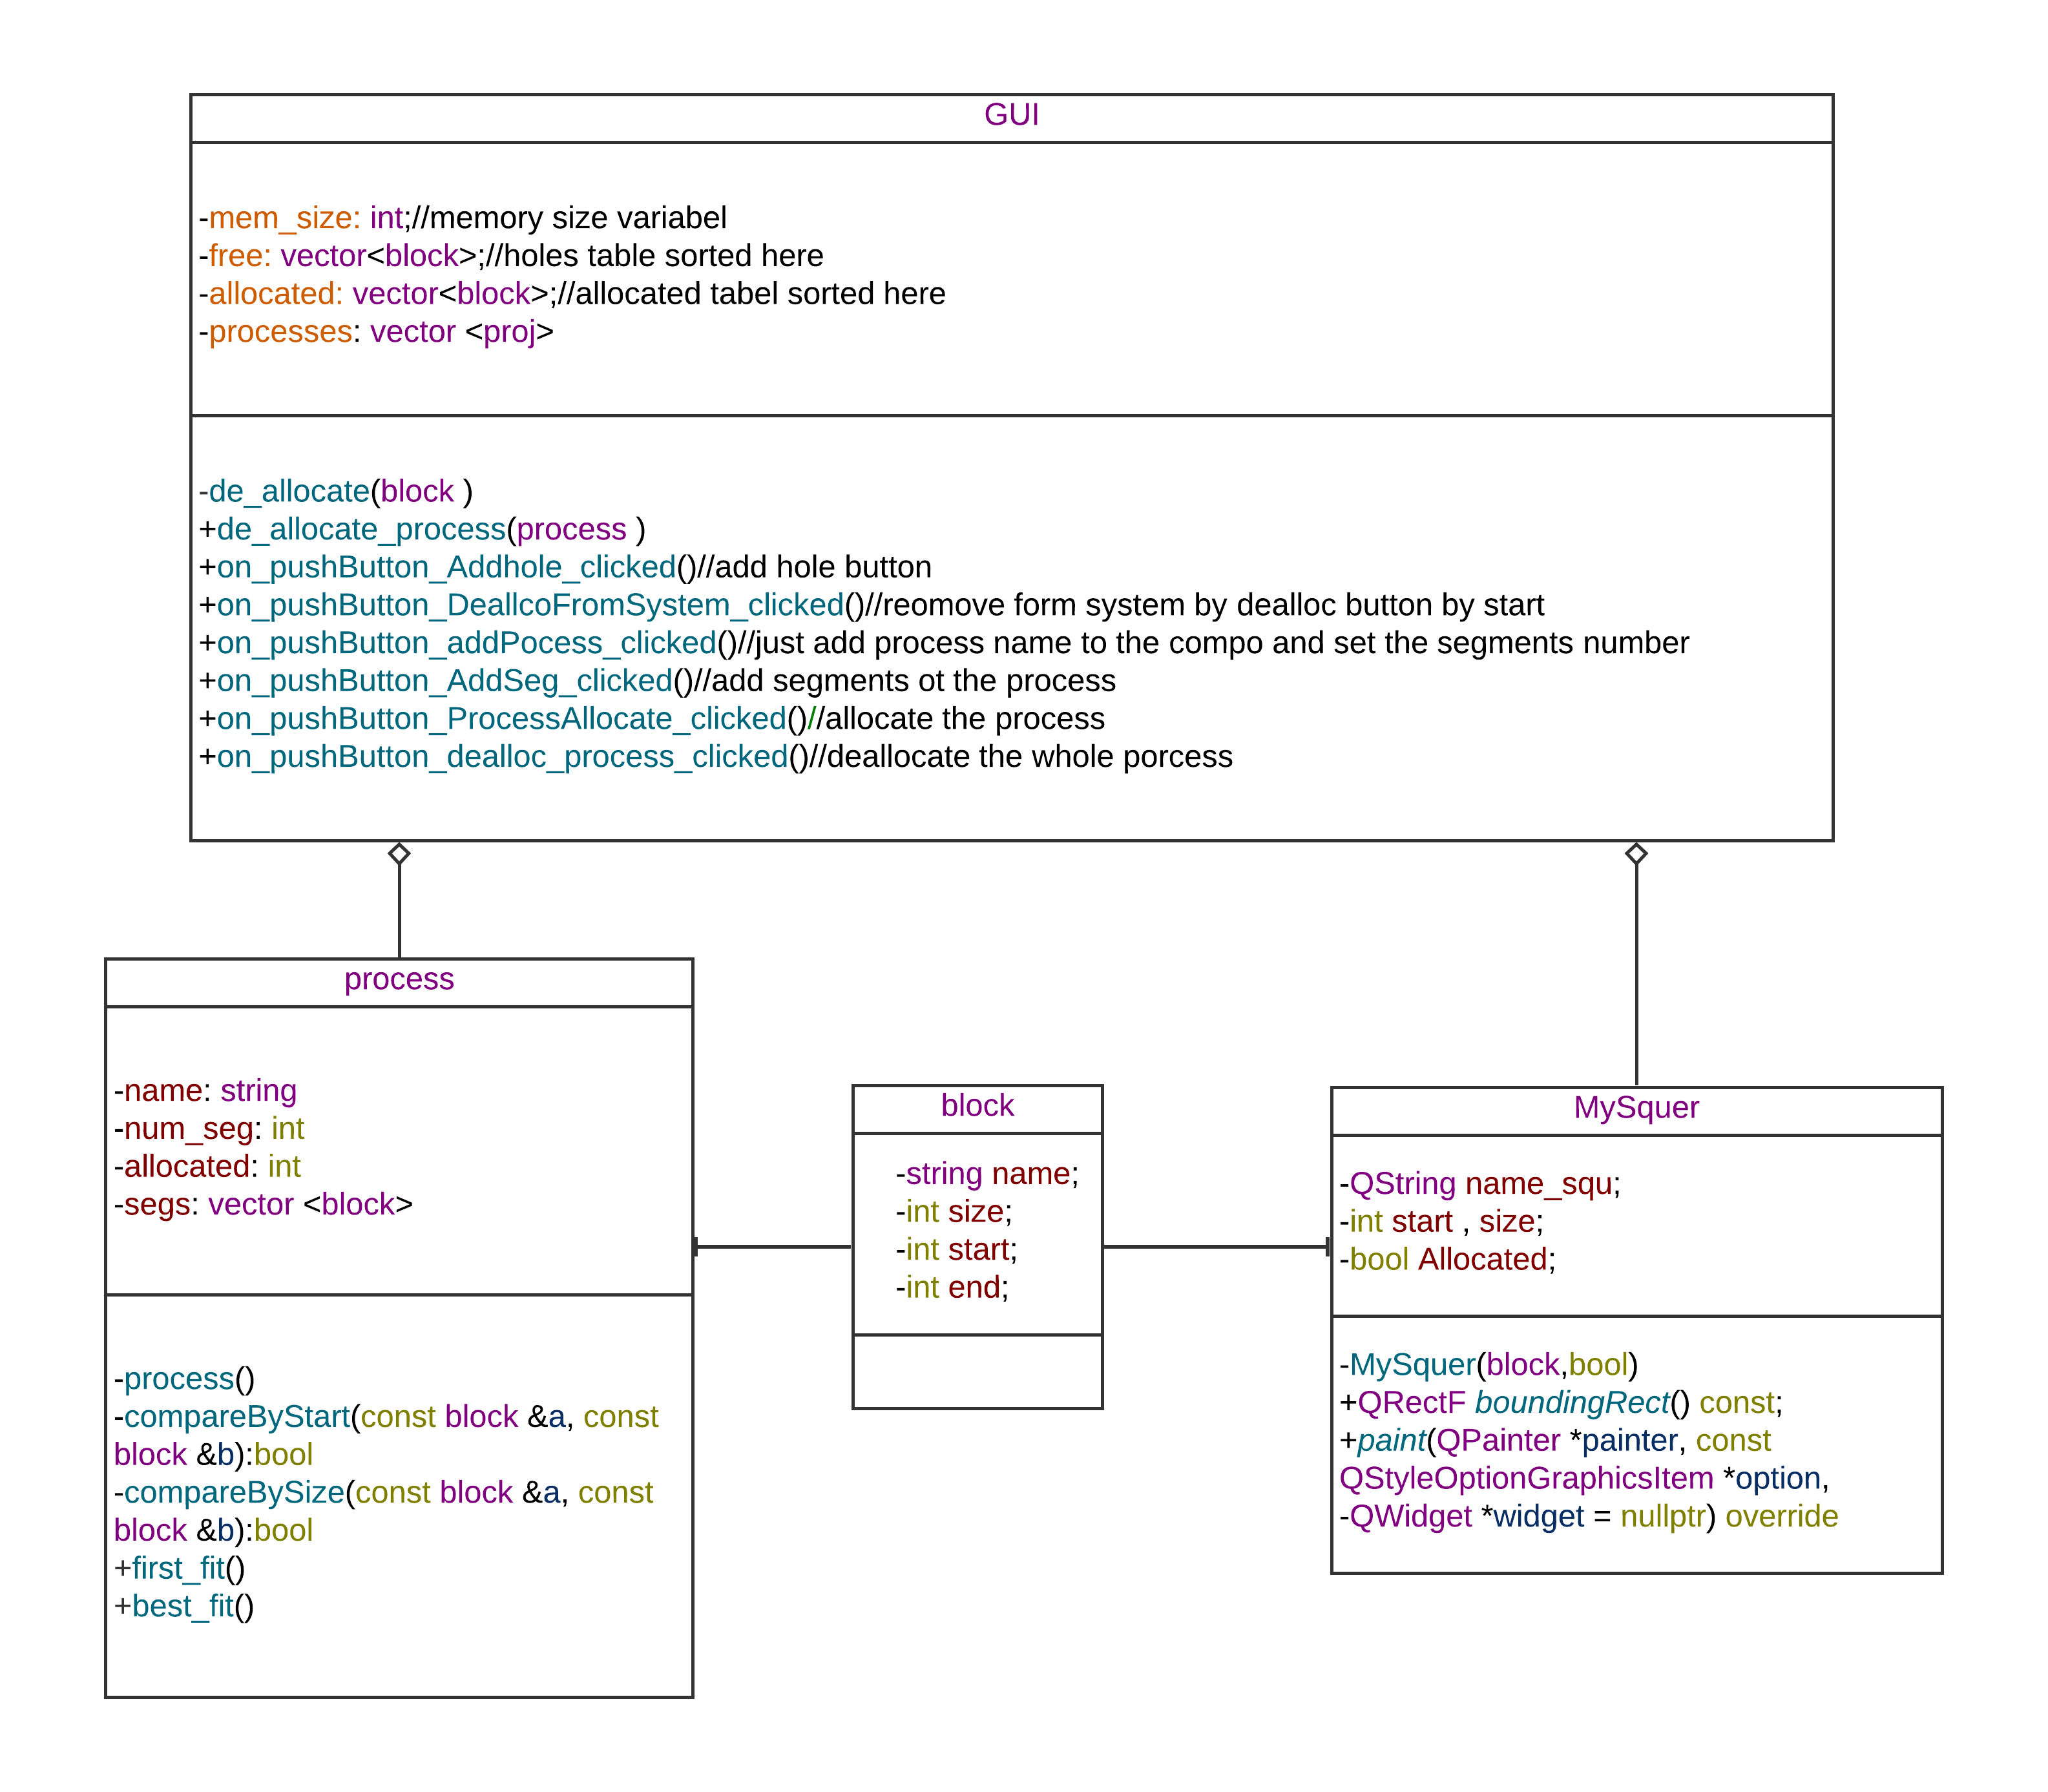 GUI
-mem_size: int;//memory size variabel
-free: vector<block>;//holes table sorted here
-allocated: vector<block>;//allocated tabel sorted here
-processes: vector <proj>
-de_allocate(block )
+de_allocate_process(process )
+on_pushButton_Addhole_clicked()//add hole button
+on_pushButton_DeallcoFromSystem_clicked()//reomove form system by dealloc button by start
+on_pushButton_addPocess_clicked()//just add process name to the compo and set the segments number
+on_pushButton_AddSeg_clicked()//add segments ot the process
+on_pushButton_ProcessAllocate_clicked()//allocate the process
+on_pushButton_dealloc_process_clicked()//deallocate the whole porcess
process
-name: string
-num_seg: int
-allocated: int
-segs: vector <block>
-process()
-compareByStart(const block &a, const
block &b):bool
-compareBySize(const block &a, const
block &b):bool
+first_fit()
+best_fit()
block
-string name;
-int size;
-int start;
-int end;
MySquer
-QString name_squ;
-int start , size;
-bool Allocated;
-MySquer(block,bool)
+QRectF boundingRect() const;
+paint(QPainter *painter, const
QStyleOptionGraphicsItem *option,
-QWidget *widget = nullptr) override